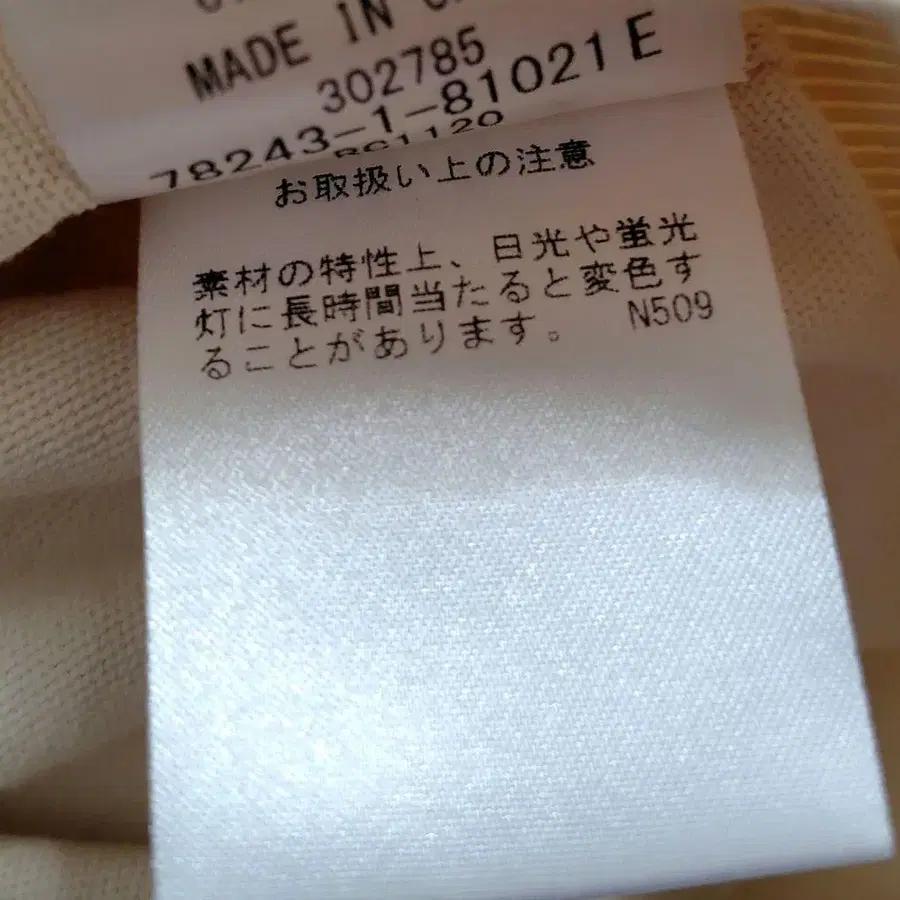 MADE IN
302785
78243-1-81021 E
お取扱い上の注意
素材の特性上、日光や蛍光
灯に長時間当たると変色す
ることがあります。 N509